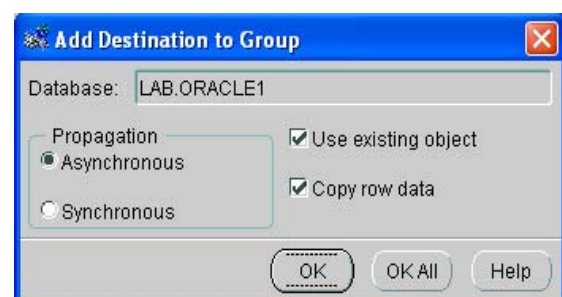 Add Destination to Group
Database: LAB.ORACLE1
Propagation
Asynchronous
Synchronous
Use existing object
Copy row data
OK
OK All
Help